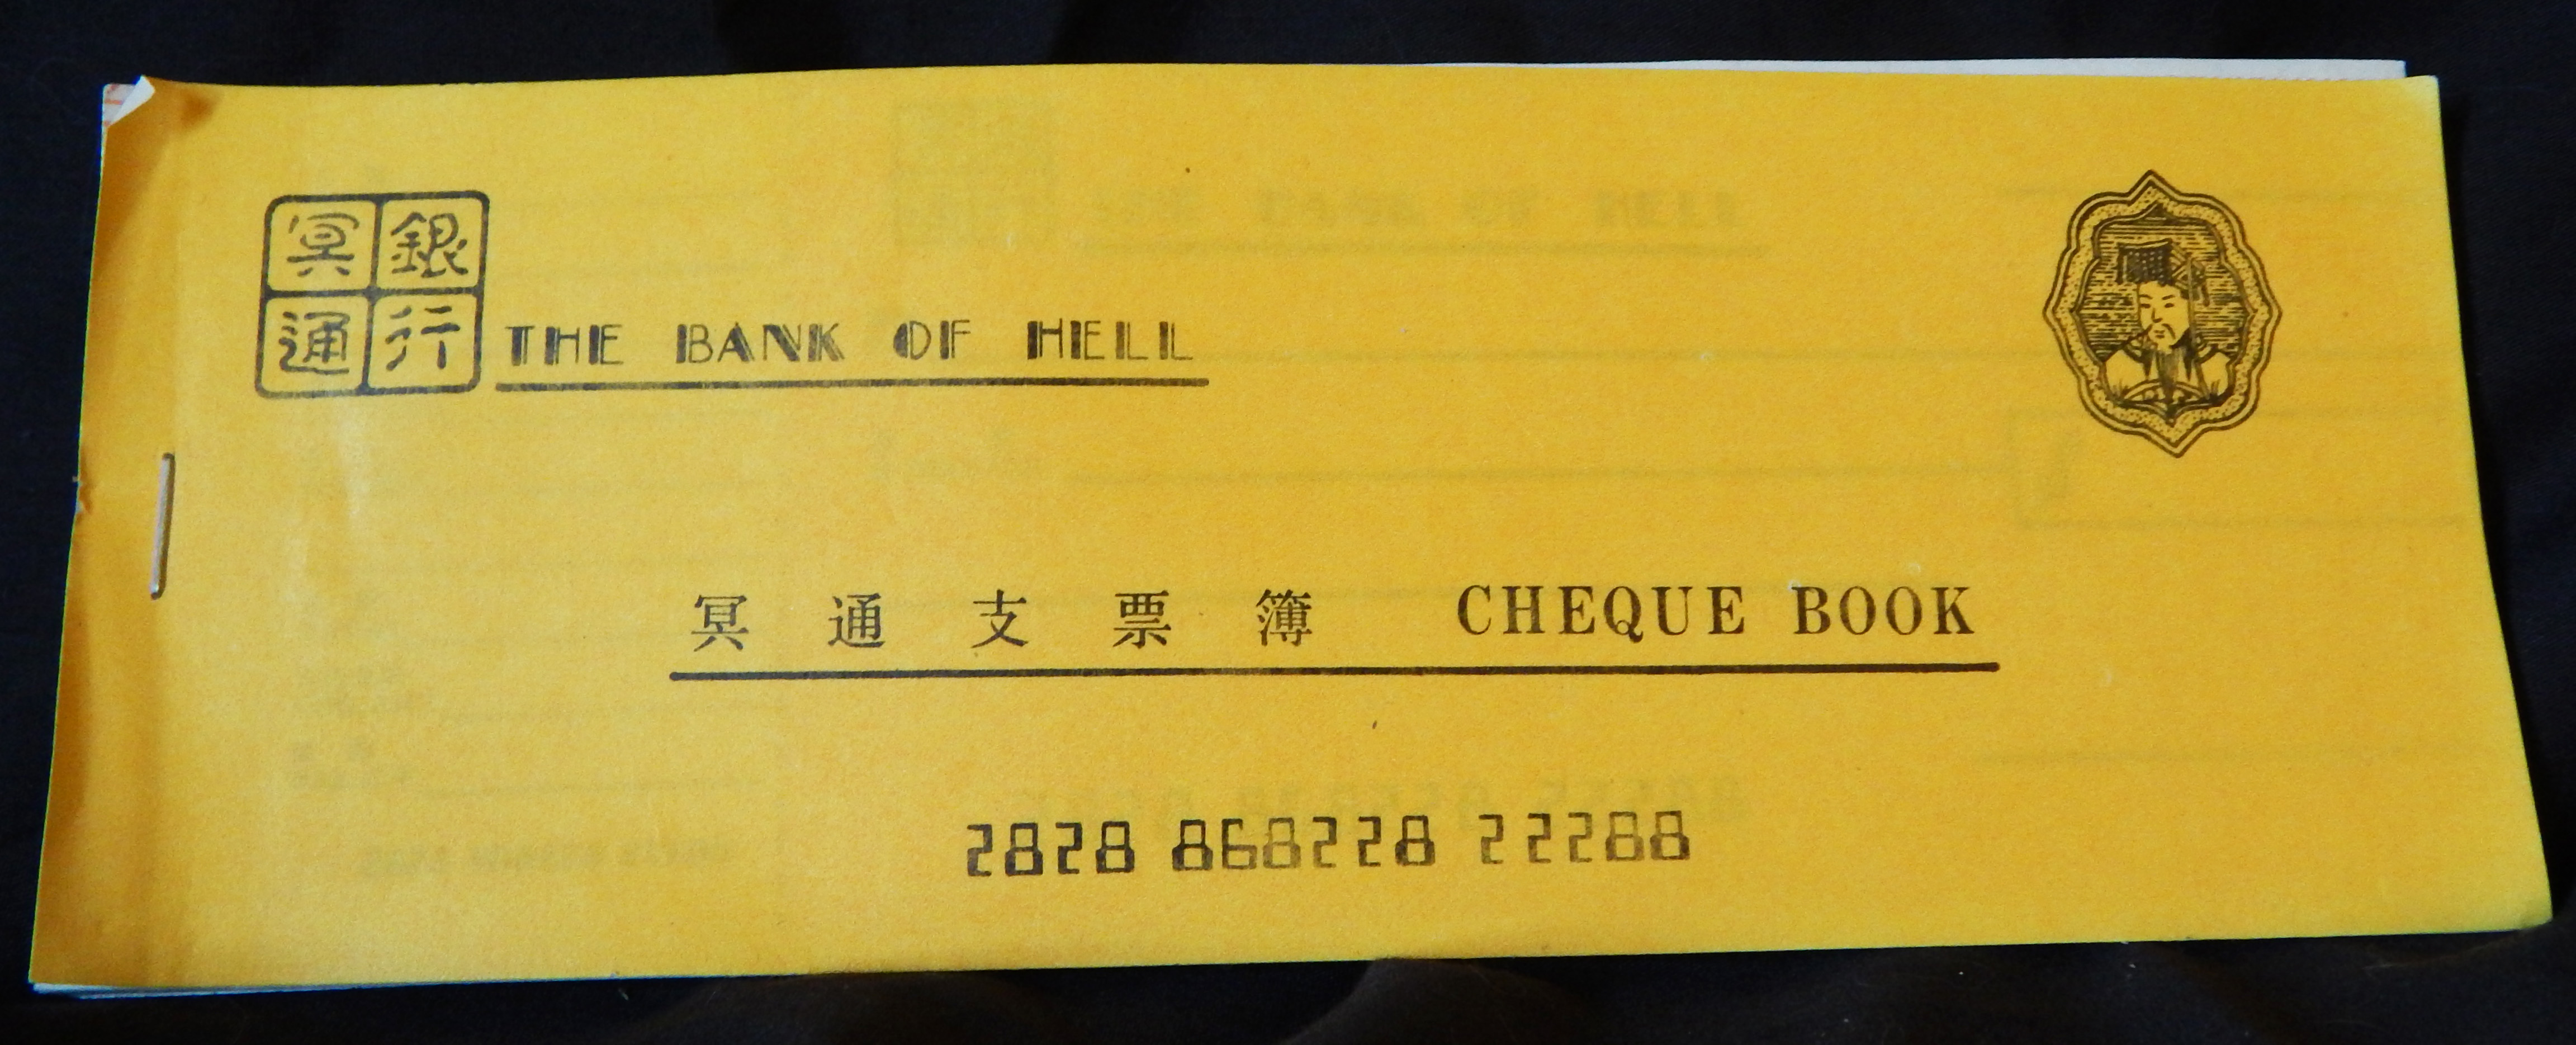 冥銀
通行
THE BANK OF HELL
冥通支票簿 CHEQUE BOOK
2828 868228 22288